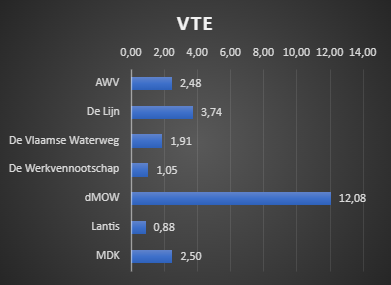 VTE
0,00 2,00 4,00 6,00 8,00 10,00 12,00 14,00
AWV 2,48
De Lijn 3,74
De Vlaamse Waterweg 1,91
De Werkvennootschap 1,05
dMOW 12,08
Lantis 0,88
MDK 2,50